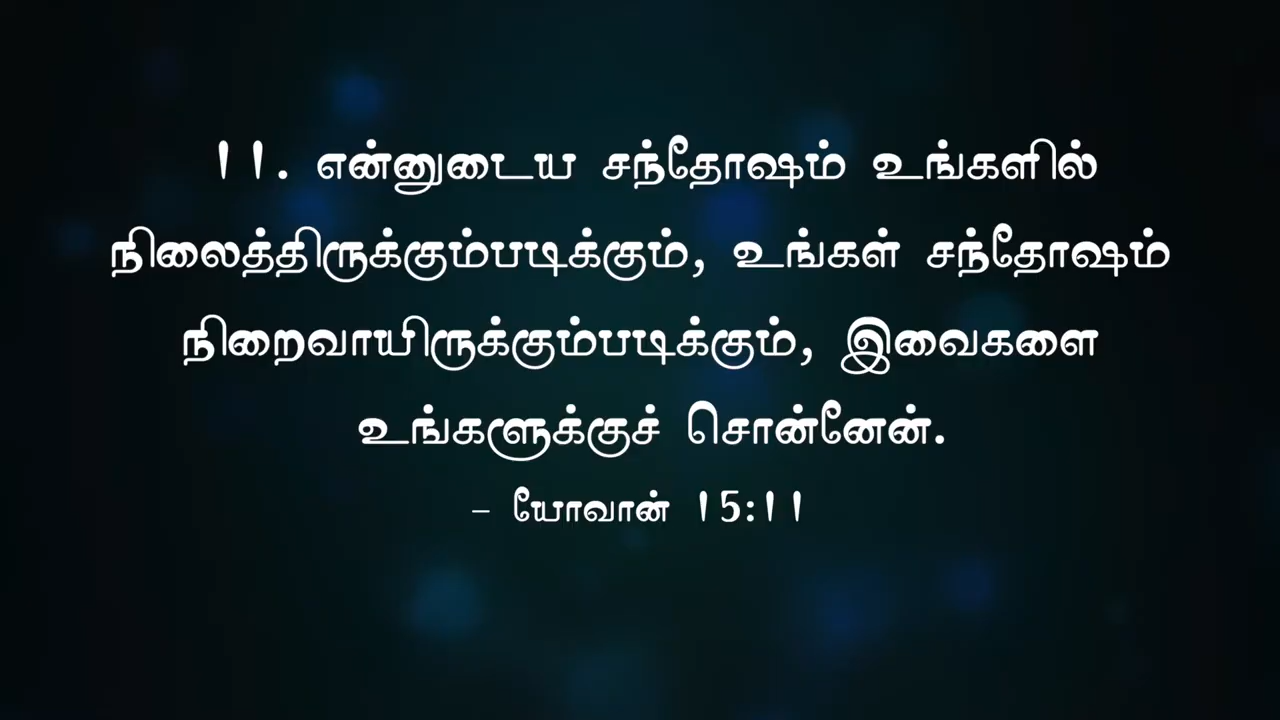 11. என்னுடைய சந்தோஷம் உங்களில்
நிலைத்திருக்கும்படிக்கும், உங்கள் சந்தோஷம்
நிறைவாயிருக்கும்படிக்கும், இவைகளை
உங்களுக்குச் சொன்னேன்.
- யோவான் 15:11